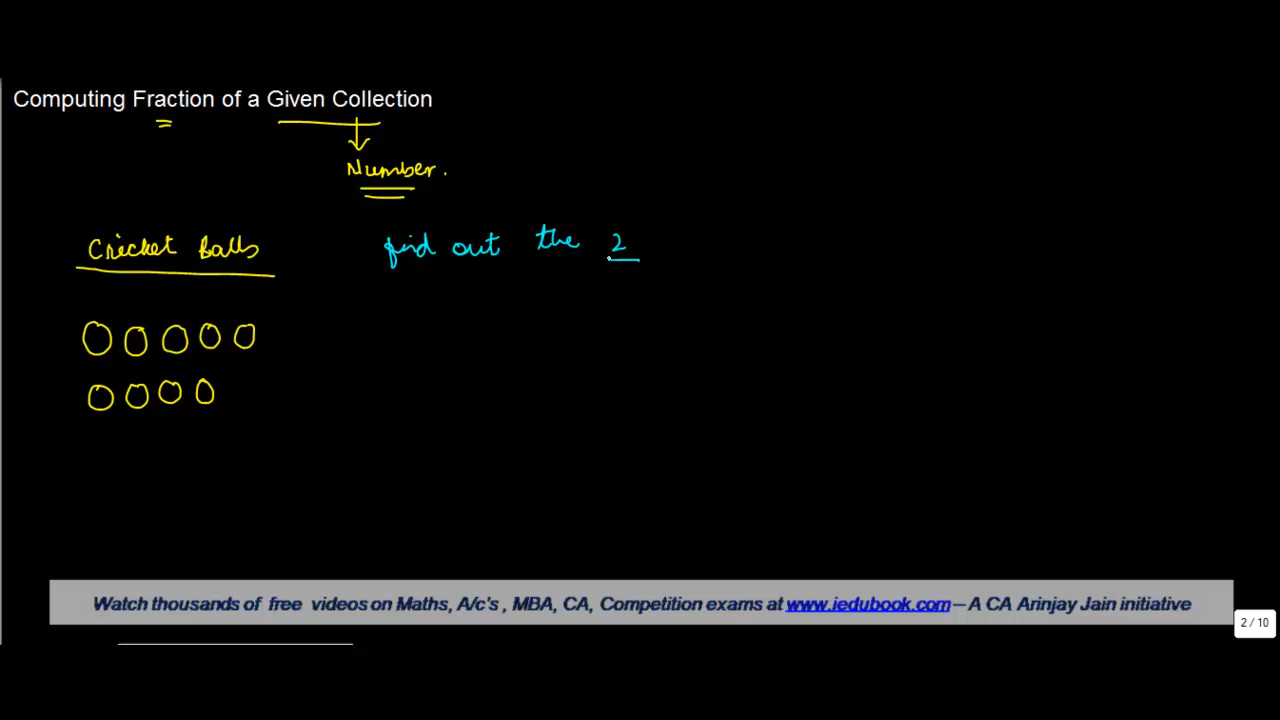 Computing Fraction of a Given Collection
Number.
Cricket Balls
find out the 2
Watch thousands of free videos on Maths, A/c's , MBA, CA, Competition exams at www.iedubook.com – A CA Arinjay Jain initiative
2 / 10